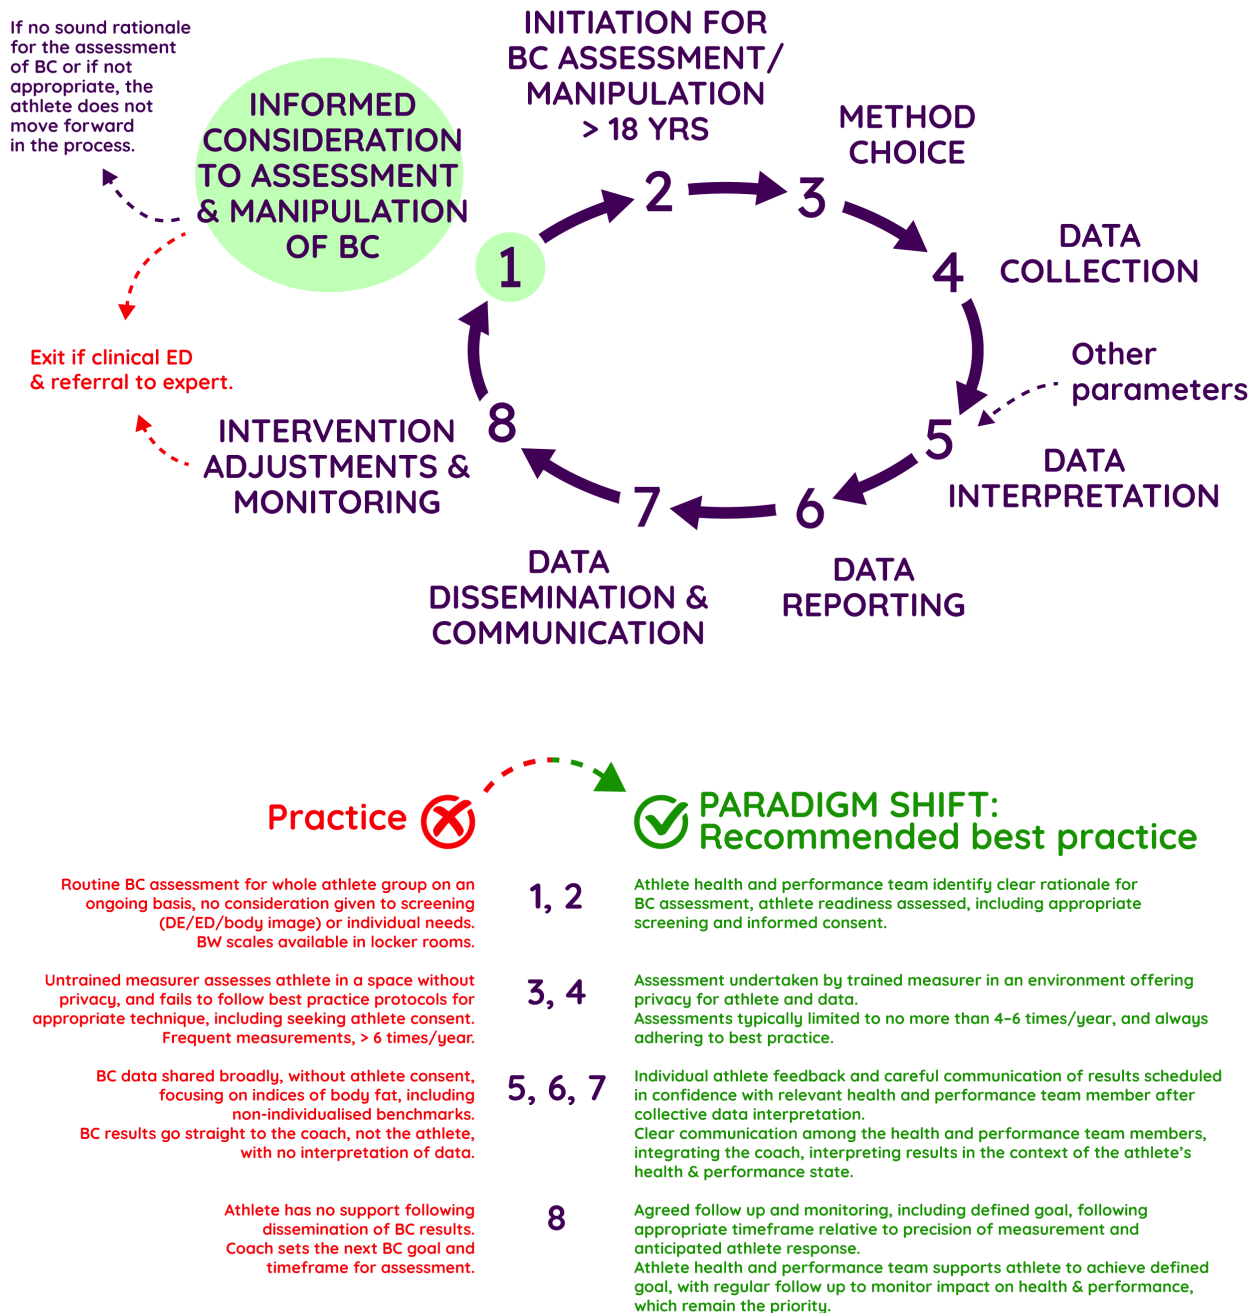 If no sound rationale
for the assessment
of BC or if not
appropriate, the
athlete does not
move forward
in the process.
INFORMED
CONSIDERATION
TO ASSESSMENT
& MANIPULATION
OF BC
1
INITIATION FOR
BC ASSESSMENT/
MANIPULATION
> 18 YRS
2
METHOD
CHOICE
3
DATA
COLLECTION
4
Other
parameters
5
DATA
INTERPRETATION
6
DATA
REPORTING
7
DATA
DISSEMINATION &
COMMUNICATION
8
INTERVENTION
ADJUSTMENTS &
MONITORING
Exit if clinical ED
& referral to expert.
Practice
PARADIGM SHIFT:
Recommended best practice
Routine BC assessment for whole athlete group on an
ongoing basis, no consideration given to screening
(DE/ED/body image) or individual needs.
BW scales available in locker rooms.
1, 2
Athlete health and performance team identify clear rationale for
BC assessment, athlete readiness assessed, including appropriate
screening and informed consent.
Untrained measurer assesses athlete in a space without
privacy, and fails to follow best practice protocols for
appropriate technique, including seeking athlete consent.
Frequent measurements, > 6 times/year.
3, 4
Assessment undertaken by trained measurer in an environment offering
privacy for athlete and data.
Assessments typically limited to no more than 4–6 times/year, and always
adhering to best practice.
BC data shared broadly, without athlete consent,
focusing on indices of body fat, including
non-individualised benchmarks.
BC results go straight to the coach, not the athlete,
with no interpretation of data.
5, 6, 7
Individual athlete feedback and careful communication of results scheduled
in confidence with relevant health and performance team member after
collective data interpretation.
Clear communication among the health and performance team members,
integrating the coach, interpreting results in the context of the athlete's
health & performance state.
Athlete has no support following
dissemination of BC results.
Coach sets the next BC goal and
timeframe for assessment.
8
Agreed follow up and monitoring, including defined goal, following
appropriate timeframe relative to precision of measurement and
anticipated athlete response.
Athlete health and performance team supports athlete to achieve defined
goal, with regular follow up to monitor impact on health & performance,
which remain the priority.